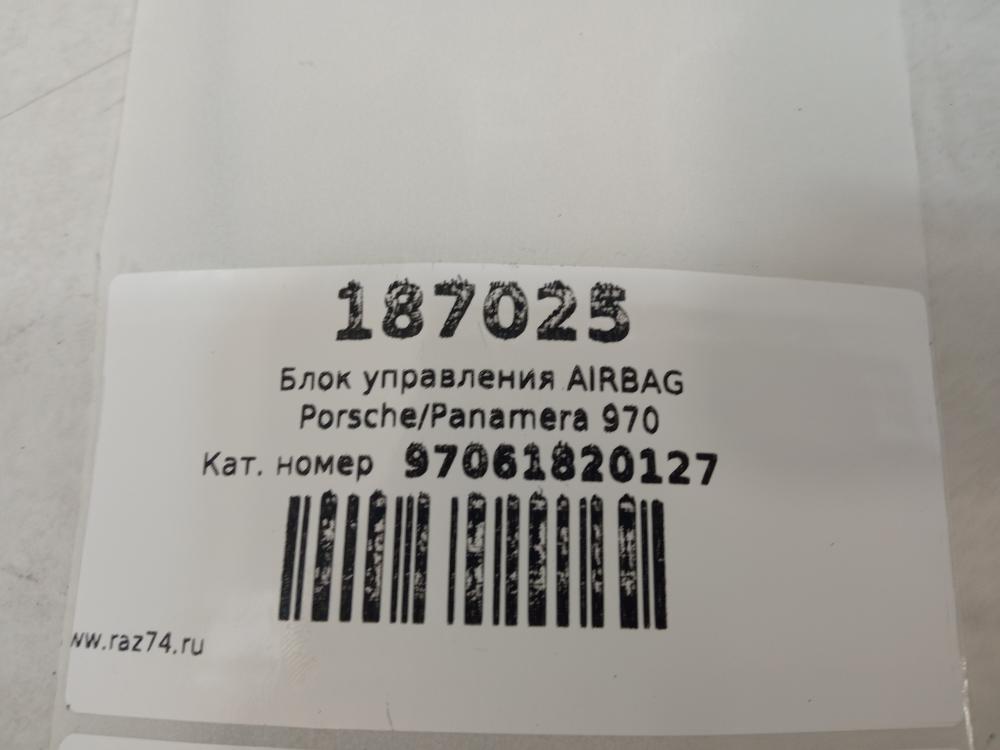 187025
Блок управления AIRBAG
Porsche/Panamera 970
Кат. номер 97061820127
ww.raz74.ru